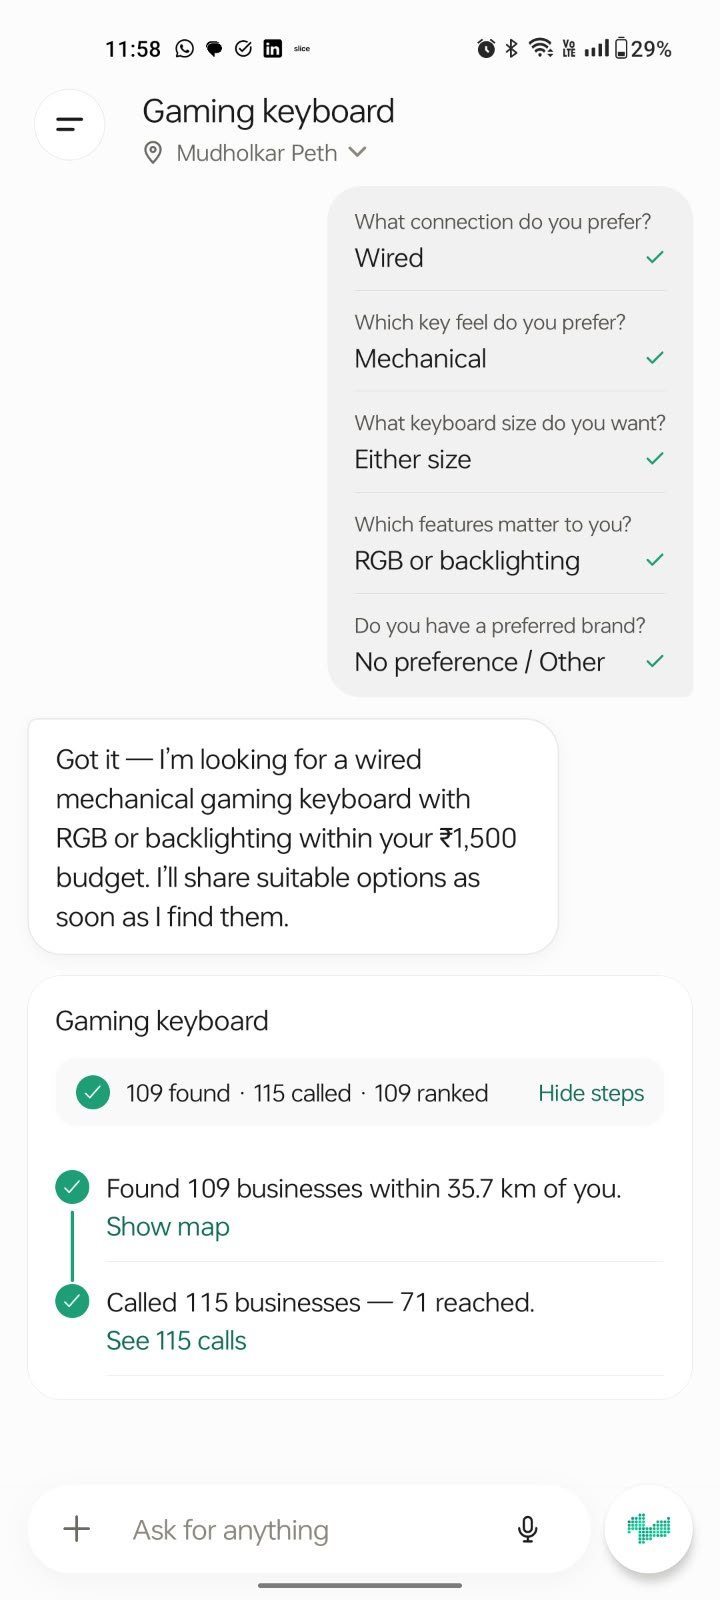 11:58 slice Vo LTE 29%
Gaming keyboard
Mudholkar Peth
What connection do you prefer?
Wired
Which key feel do you prefer?
Mechanical
What keyboard size do you want?
Either size
Which features matter to you?
RGB or backlighting
Do you have a preferred brand?
No preference / Other
Got it — I'm looking for a wired
mechanical gaming keyboard with
RGB or backlighting within your ₹1,500
budget. I'll share suitable options as
soon as I find them.
Gaming keyboard
109 found · 115 called · 109 ranked Hide steps
Found 109 businesses within 35.7 km of you.
Show map
Called 115 businesses — 71 reached.
See 115 calls
Ask for anything